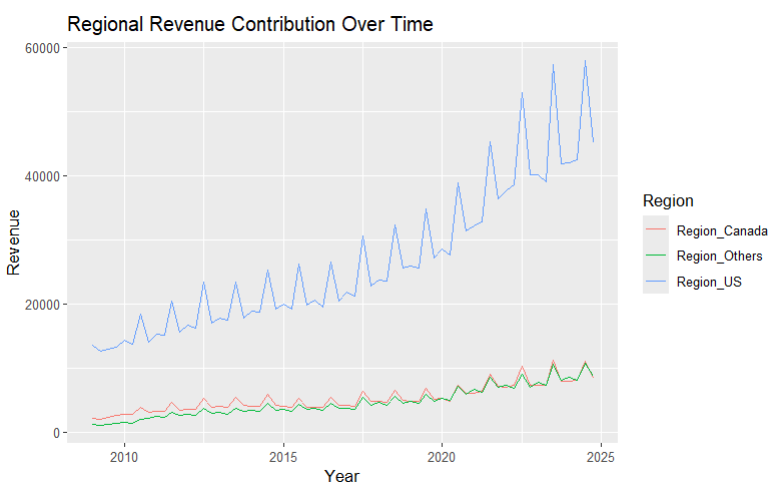 Regional Revenue Contribution Over Time
60000
40000
20000
0
Revenue
2010
2015
2020
2025
Year
Region
Region_Canada
Region_Others
Region_US